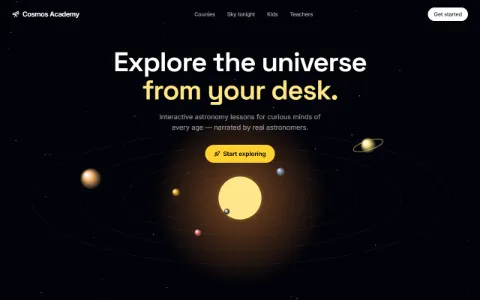 Cosmos Academy
Courses
Sky tonight
Kids
Teachers
Get started
Explore the universe
from your desk.
Interactive astronomy lessons for curious minds of
every age — narrated by real astronomers.
Start exploring